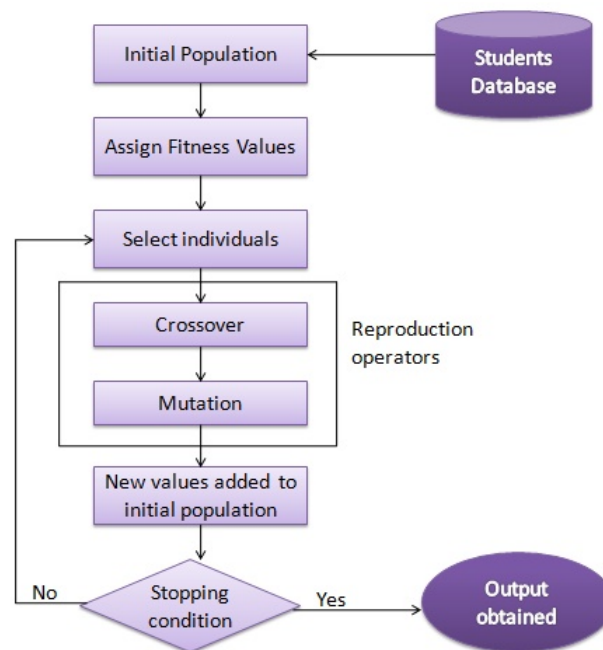 Initial Population
Students
Database
Assign Fitness Values
Select individuals
Crossover
Reproduction
operators
Mutation
New values added to
initial population
No
Stopping
condition
Yes
Output
obtained